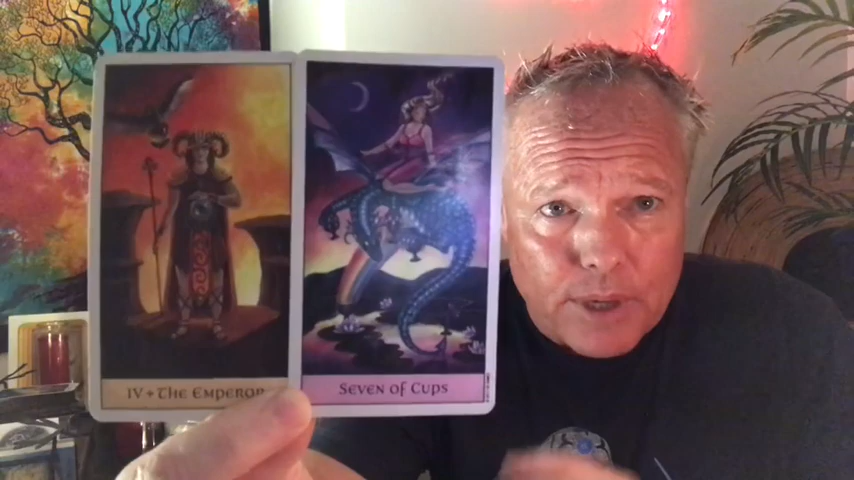 IV ✦ THE EMPEROR
SEVEN OF CUPS